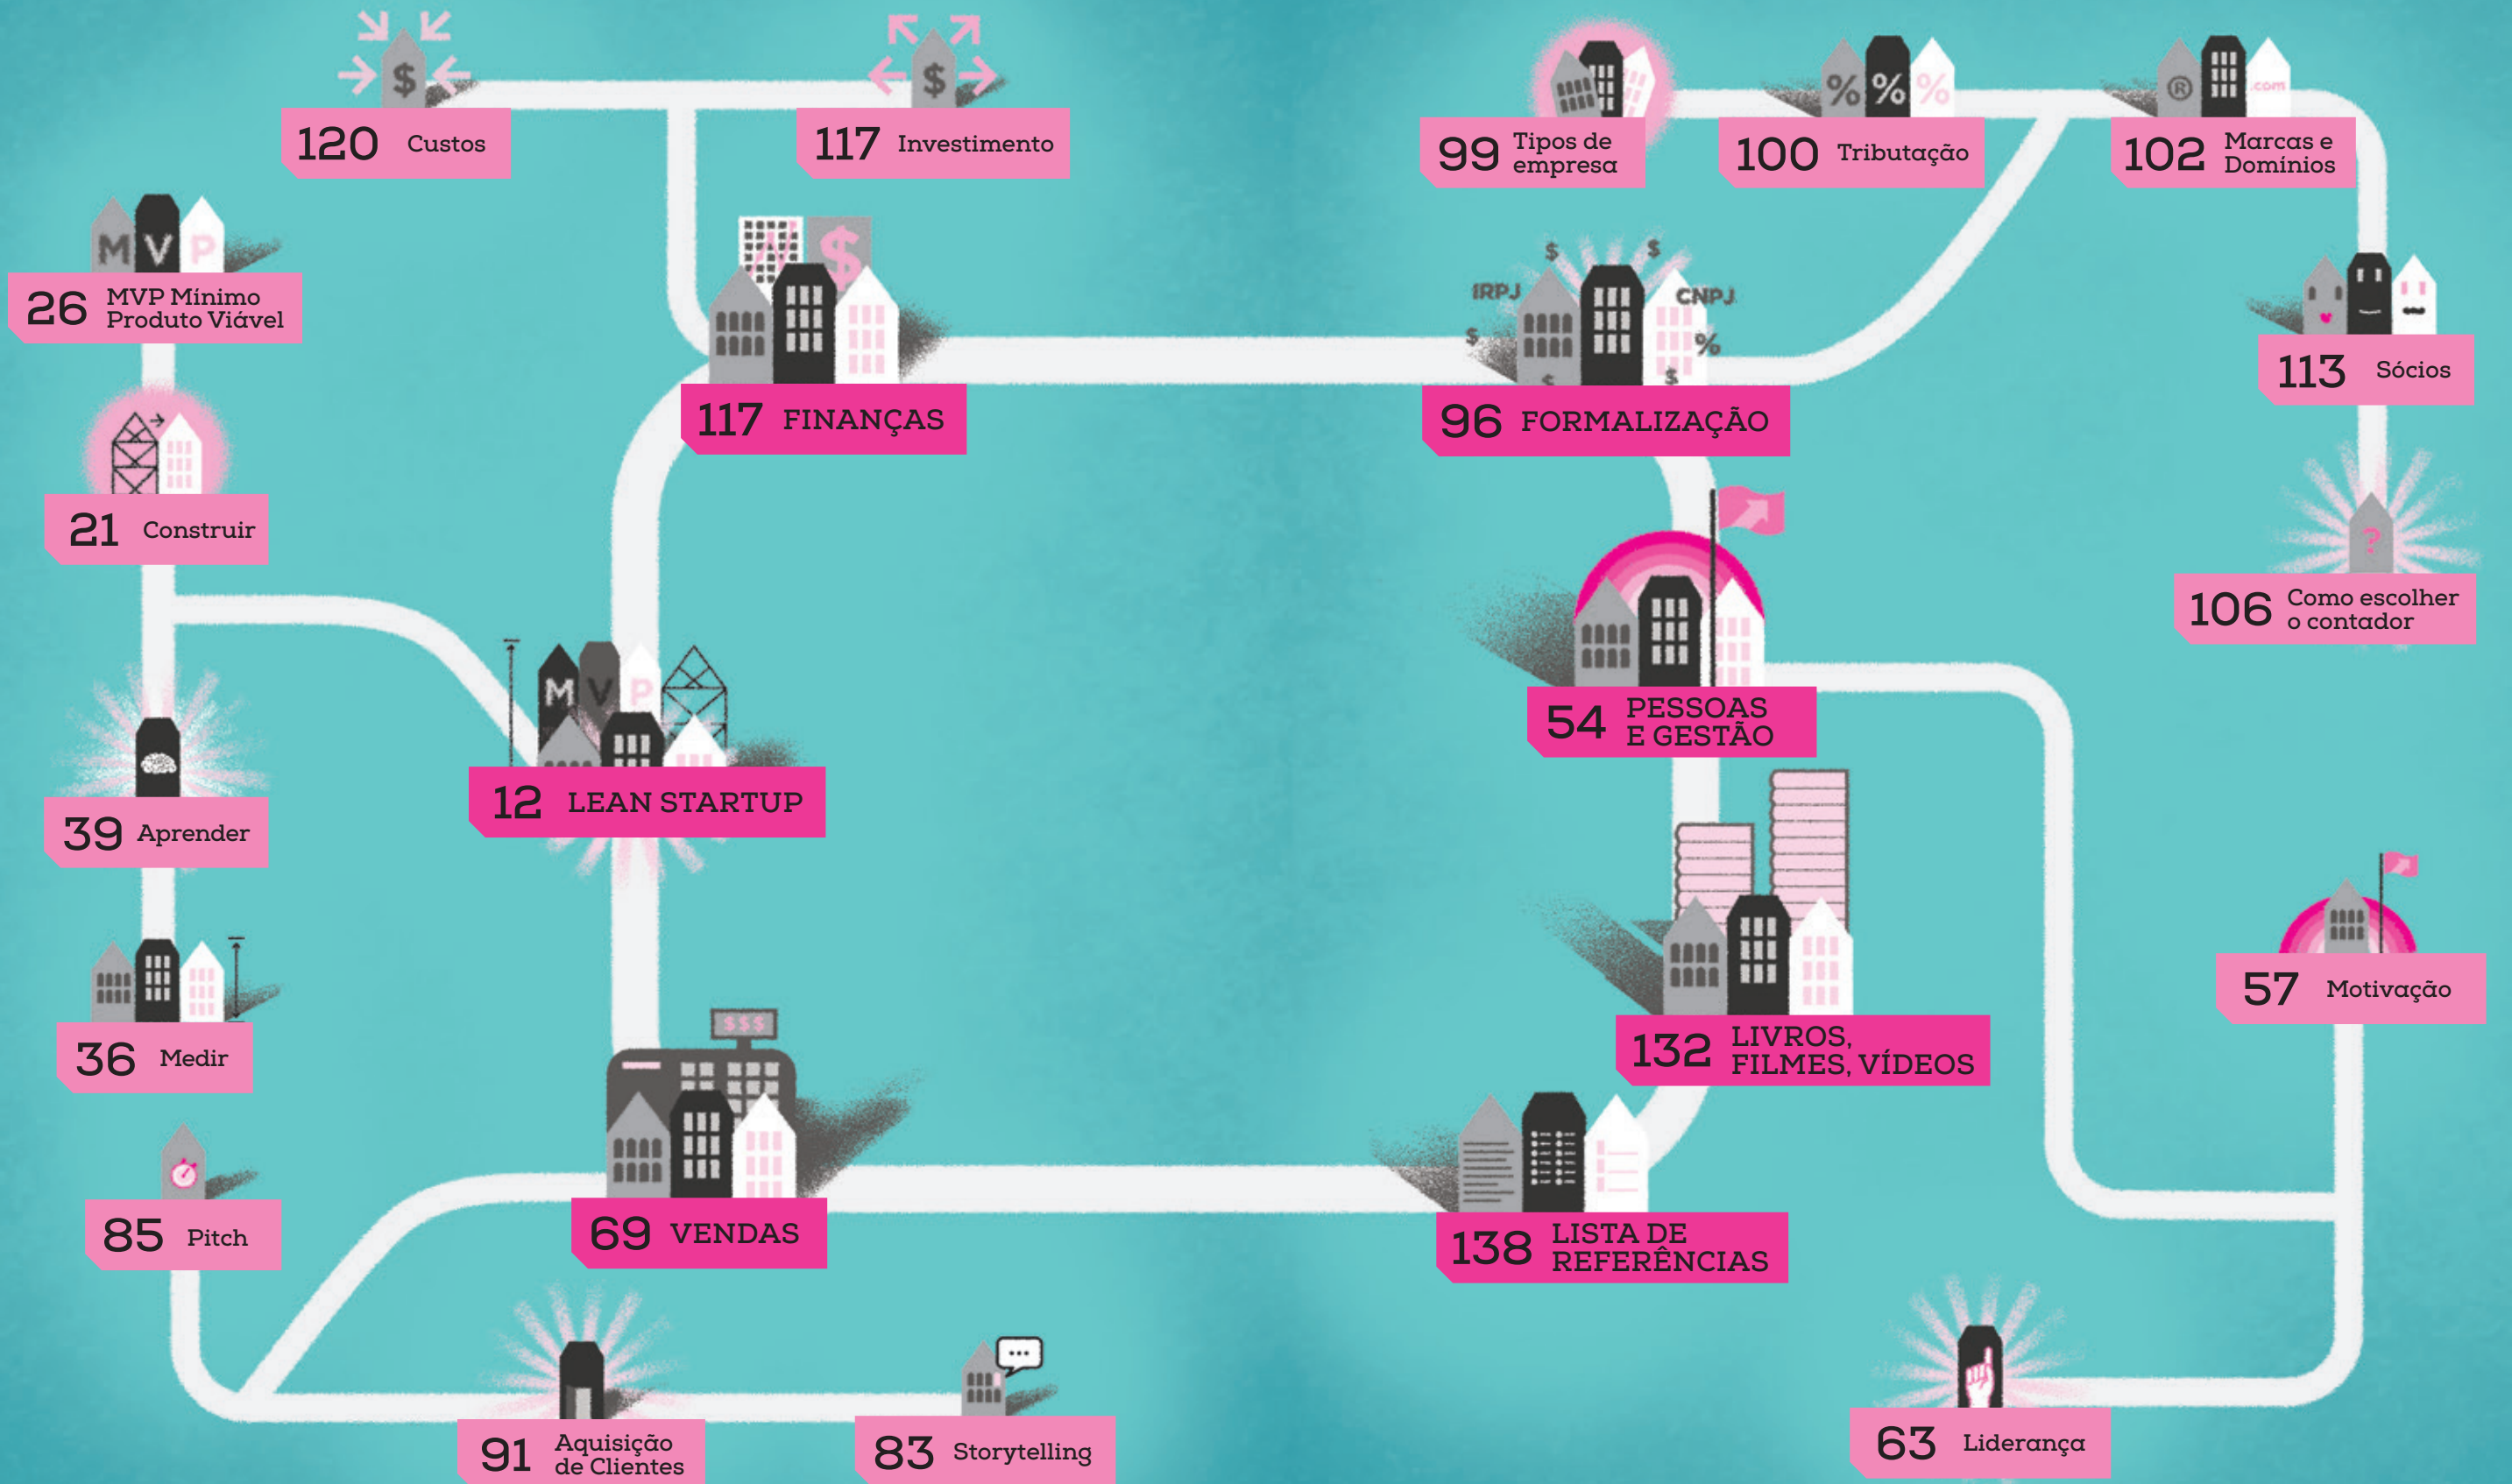 $
$
120 Custos
117 Investimento
% % %
® .com
99 Tipos de
empresa
100 Tributação
102 Marcas e
Domínios
M V P
26 MVP Mínimo
Produto Viável
$
$ $
IRPJ CNPJ
$ %
$ $
117 FINANÇAS
96 FORMALIZAÇÃO
113 Sócios
21 Construir
?
106 Como escolher
o contador
M V P
12 LEAN STARTUP
54 PESSOAS
E GESTÃO
39 Aprender
57 Motivação
36 Medir
$$$
132 LIVROS,
FILMES, VÍDEOS
85 Pitch
69 VENDAS
138 LISTA DE
REFERÊNCIAS
...
91 Aquisição
de Clientes
83 Storytelling
63 Liderança